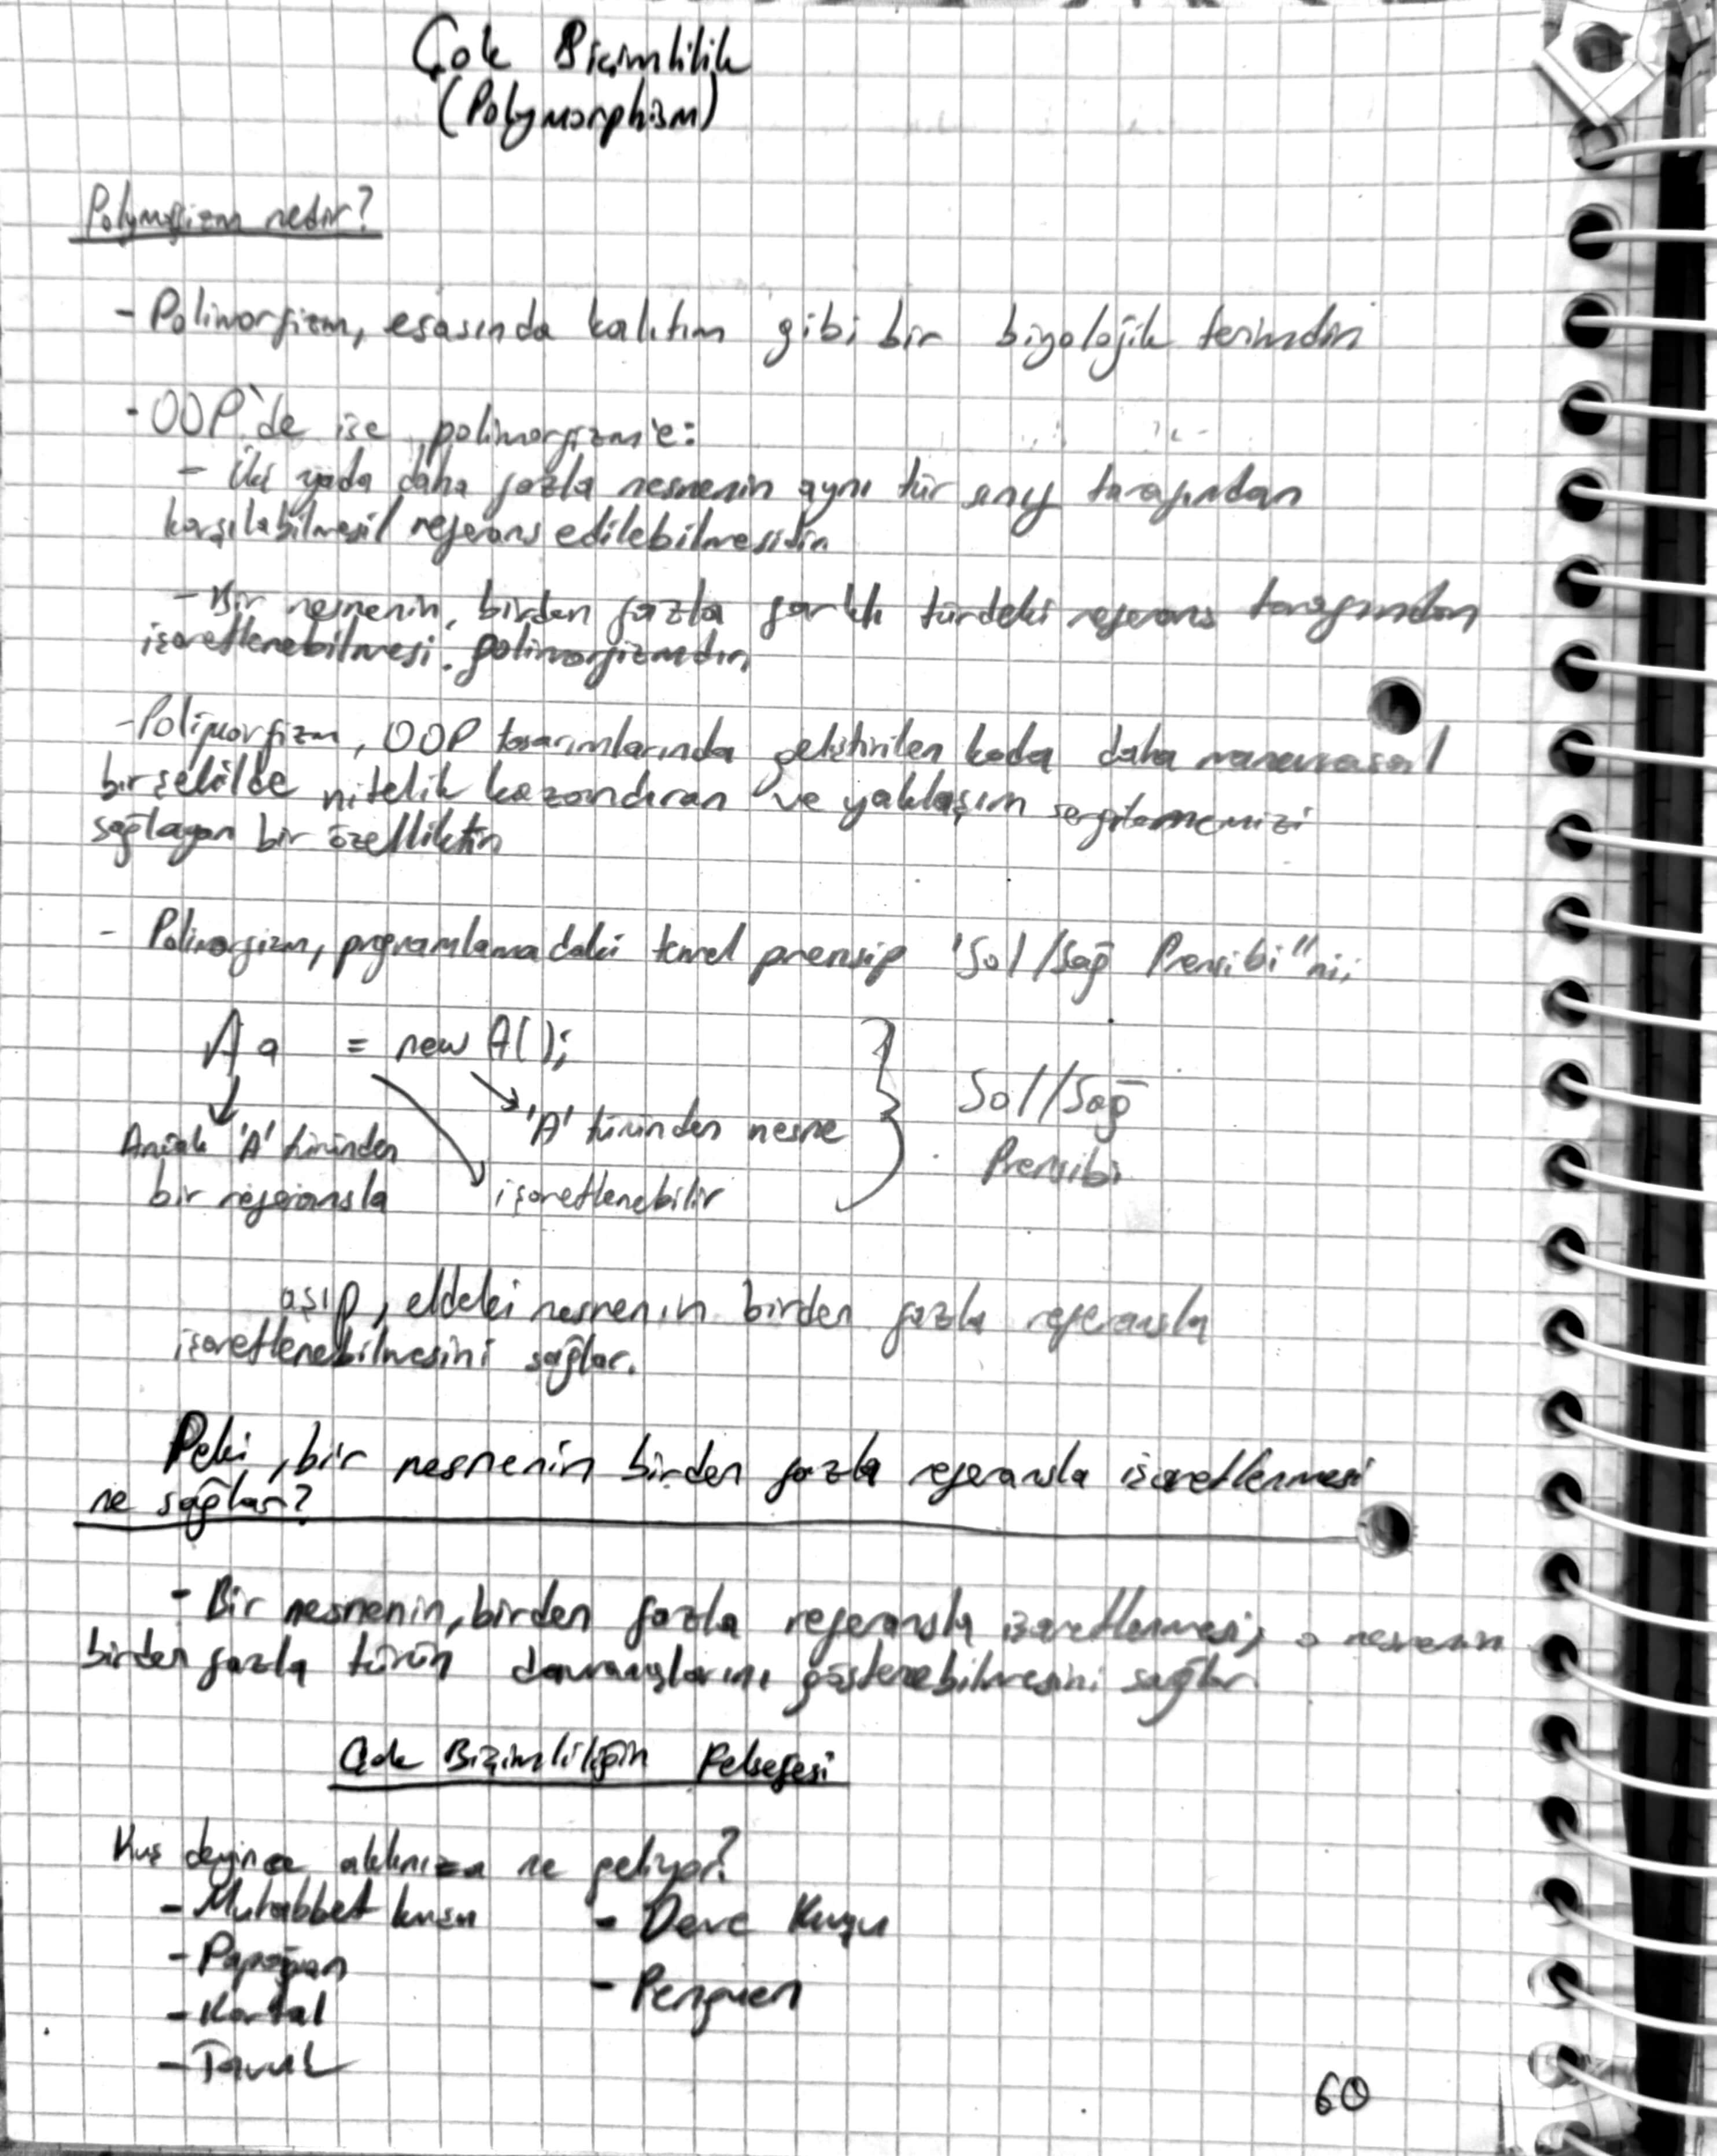 Çok Biçimlilik
(Polymorphism)
Polymofizm nedir?
- Polimorfizm, esasında kalıtım gibi bir biyolojik terimdir
- OOP'de ise polimorfizm'e:
- İki yada daha fazla nesnenin aynı tür sınıf tarafından
karşılabilmesi/ referans edilebilmesidir
- Bir nesnenin, birden fazla farklı türdeki referans tarafından
işaretlenebilmesi. polimorfizmdir
- Polimorfizm, OOP tasarımlarında geliştirilen koda daha manevrasal
bir şekilde nitelik kazandıran ve yaklaşım sergilememizi
sağlayan bir özelliktir
- Polimorfizm, programlamadaki temel prensip 'Sol/Sağ Prensibi"ni;
A a = new A();
'A' türünden nesne
Sol/Sağ
Prensibi
Ancak 'A' türünden
bir referansla
işaretlenebilir
aşıp, eldeki nesnenin birden fazla referansla
işaretlenebilmesini sağlar.
Peki, bir nesnenin birden fazla referansla işaretlenmesi
ne sağlar?
- Bir nesnenin, birden fazla referansla işaretlenmesi; o nesnenin
birden fazla türün davranışlarını gösterebilmesini sağlar.
Çok Biçimliliğin Felsefesi
Kuş deyince aklınıza ne geliyor?
- Muhabbet kuşu
- Deve Kuşu
- Papağan
- Penguen
- Kartal
- Tavuk
60